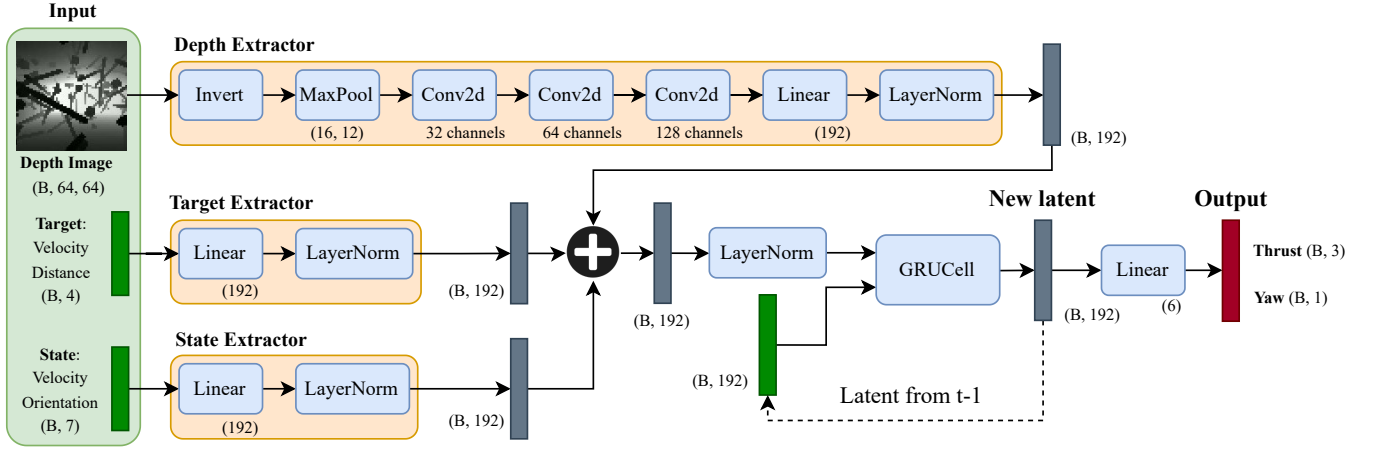 Input
Depth Image
(B, 64, 64)
Target:
Velocity
Distance
(B, 4)
State:
Velocity
Orientation
(B, 7)
Depth Extractor
Invert
MaxPool
(16, 12)
Conv2d
32 channels
Conv2d
64 channels
Conv2d
128 channels
Linear
(192)
LayerNorm
(B, 192)
Target Extractor
Linear
(192)
LayerNorm
(B, 192)
State Extractor
Linear
(192)
LayerNorm
(B, 192)
(B, 192)
LayerNorm
(B, 192)
GRUCell
New latent
(B, 192)
Latent from t-1
Linear
(6)
Output
Thrust (B, 3)
Yaw (B, 1)